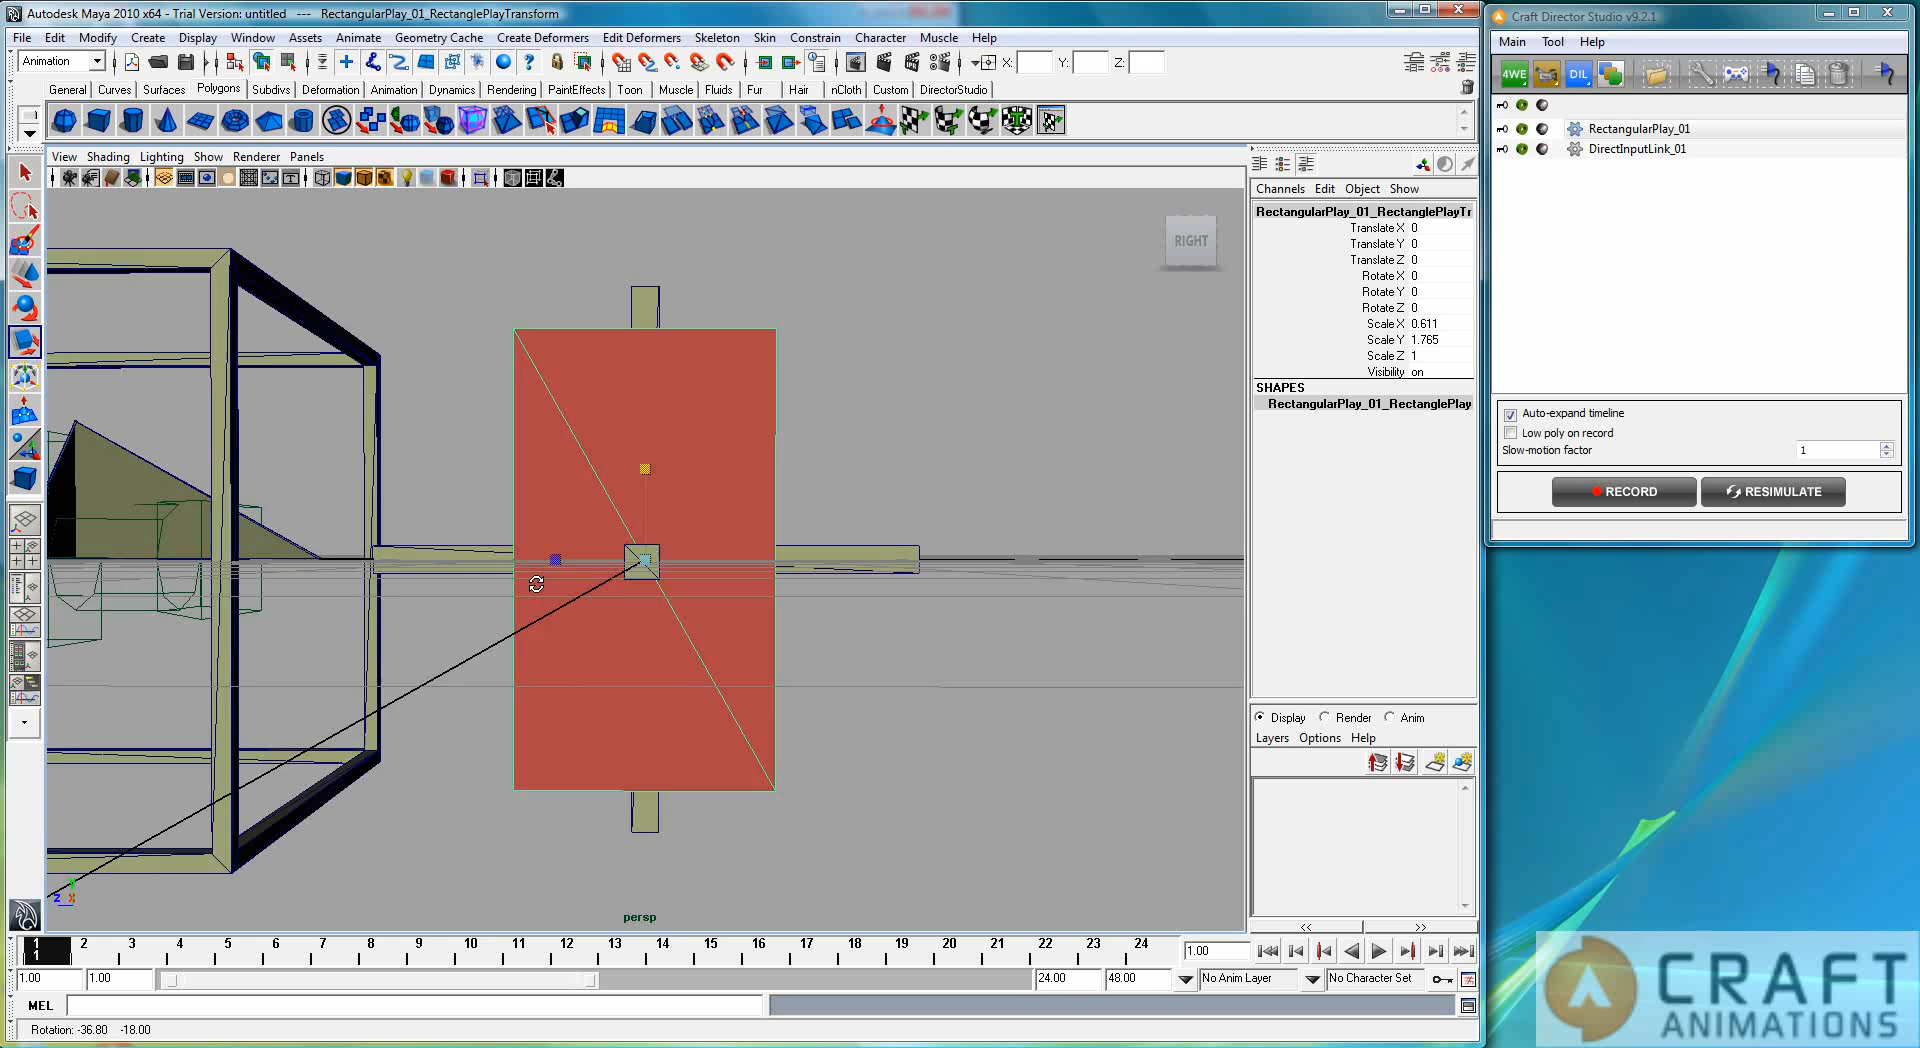 Autodesk Maya 2010 x64 - Trial Version: untitled   ---   RectangularPlay_01_RectanglePlayTransform
File Edit Modify Create Display Window Assets Animate Geometry Cache Create Deformers Edit Deformers Skeleton Skin Constrain Character Muscle Help
Animation X: Y: Z:
General Curves Surfaces Polygons Subdivs Deformation Animation Dynamics Rendering PaintEffects Toon Muscle Fluids Fur Hair nCloth Custom DirectorStudio
View Shading Lighting Show Renderer Panels
RIGHT
persp
Y
Z X
Channels Edit Object Show
RectangularPlay_01_RectanglePlayTr
Translate X 0
Translate Y 0
Translate Z 0
Rotate X 0
Rotate Y 0
Rotate Z 0
Scale X 0.611
Scale Y 1.765
Scale Z 1
Visibility on
SHAPES
RectangularPlay_01_RectanglePlay
Display Render Anim
Layers Options Help
<< >>
1 2 3 4 5 6 7 8 9 10 11 12 13 14 15 16 17 18 19 20 21 22 23 24
1 1.00
1.00 1.00 24.00 48.00 No Anim Layer No Character Set
MEL
Rotation: -36.80 -18.00
Craft Director Studio v9.2.1
Main Tool Help
4WE DIL
RectangularPlay_01
DirectInputLink_01
Auto-expand timeline
Low poly on record
Slow-motion factor 1
RECORD RESIMULATE
CRAFT
ANIMATIONS